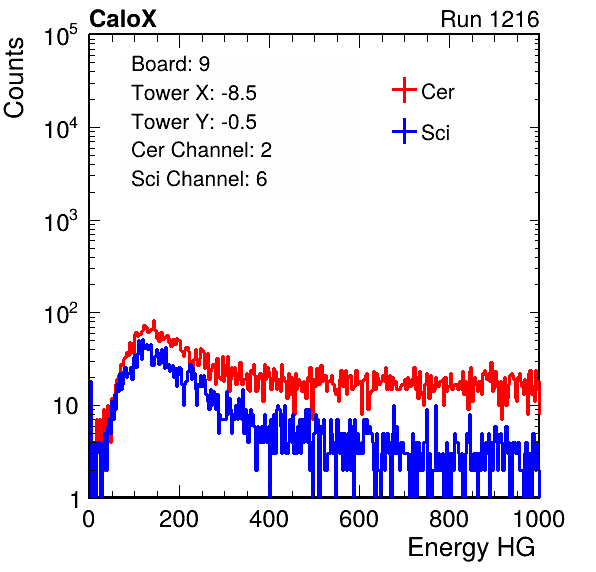 CaloX Run 1216
Board: 9
Tower X: -8.5
Tower Y: -0.5
Cer Channel: 2
Sci Channel: 6
Cer
Sci
Counts
10^5
10^4
10^3
10^2
10
1
0 200 400 600 800 1000
Energy HG